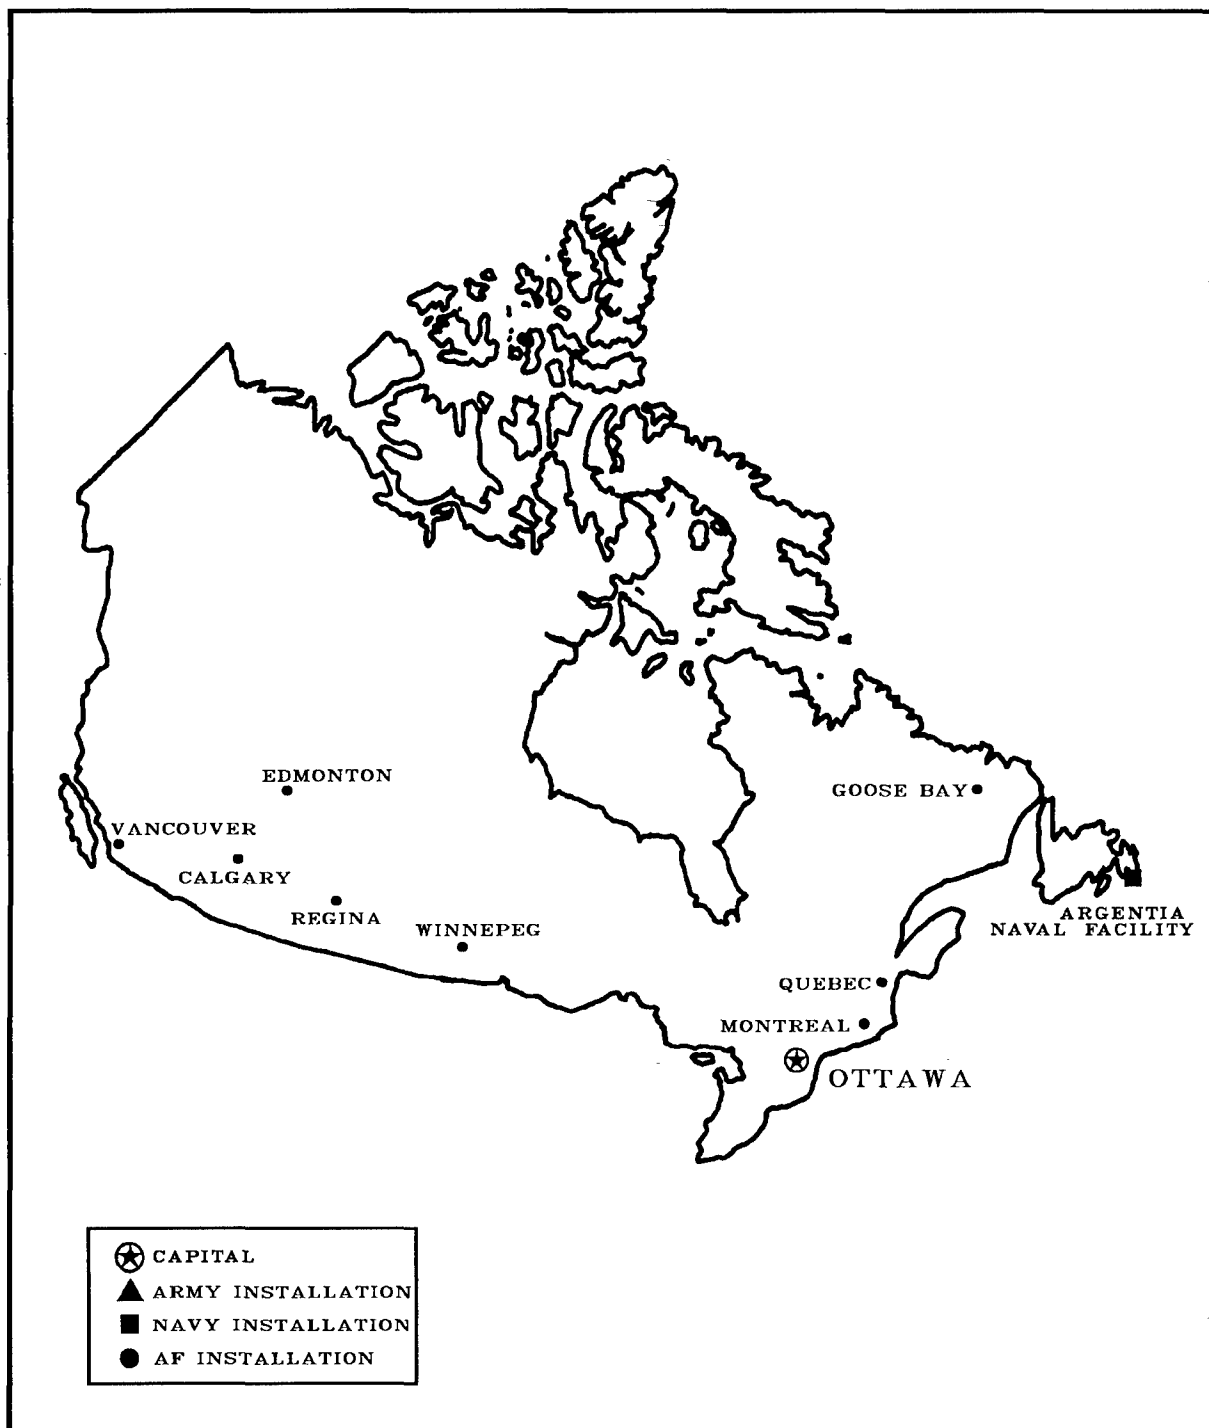 EDMONTON
GOOSE BAY
VANCOUVER
CALGARY
REGINA
WINNEPEG
ARGENTIA
NAVAL FACILITY
QUEBEC
MONTREAL
OTTAWA
CAPITAL
ARMY INSTALLATION
NAVY INSTALLATION
AF INSTALLATION